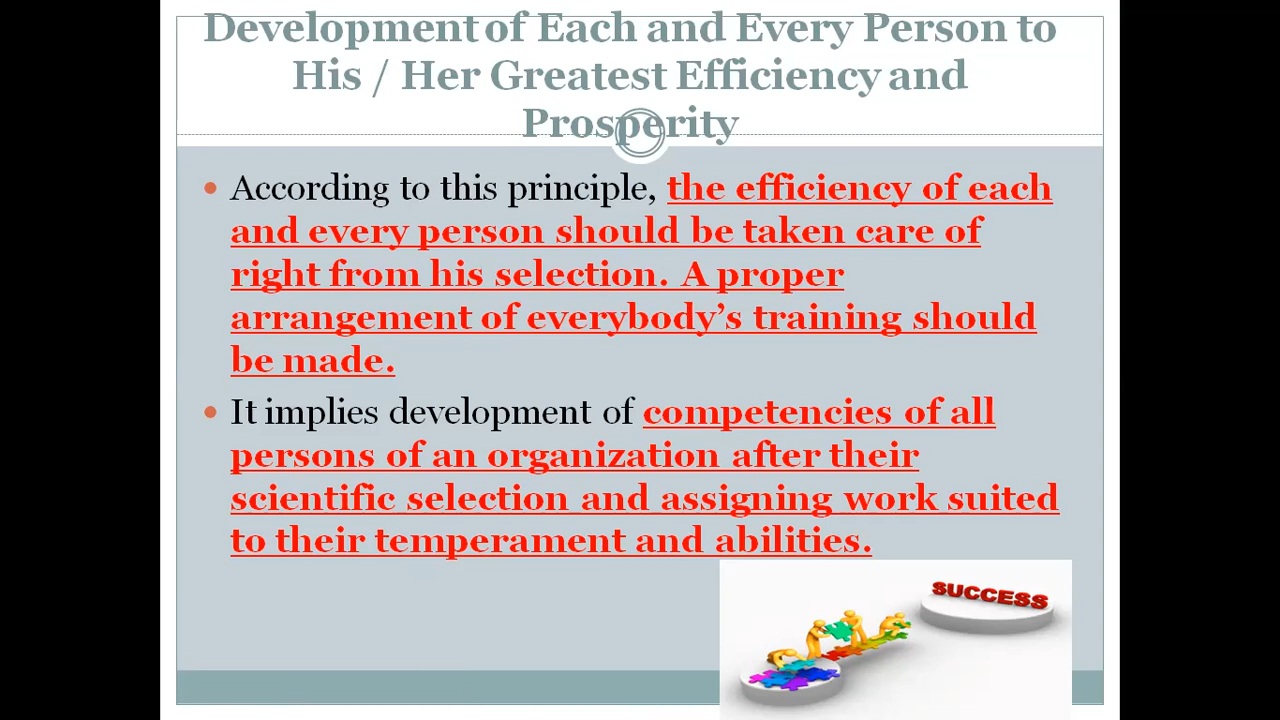 Development of Each and Every Person to
His / Her Greatest Efficiency and
Prosperity
• According to this principle, the efficiency of each
and every person should be taken care of
right from his selection. A proper
arrangement of everybody’s training should
be made.
• It implies development of competencies of all
persons of an organization after their
scientific selection and assigning work suited
to their temperament and abilities.
SUCCESS